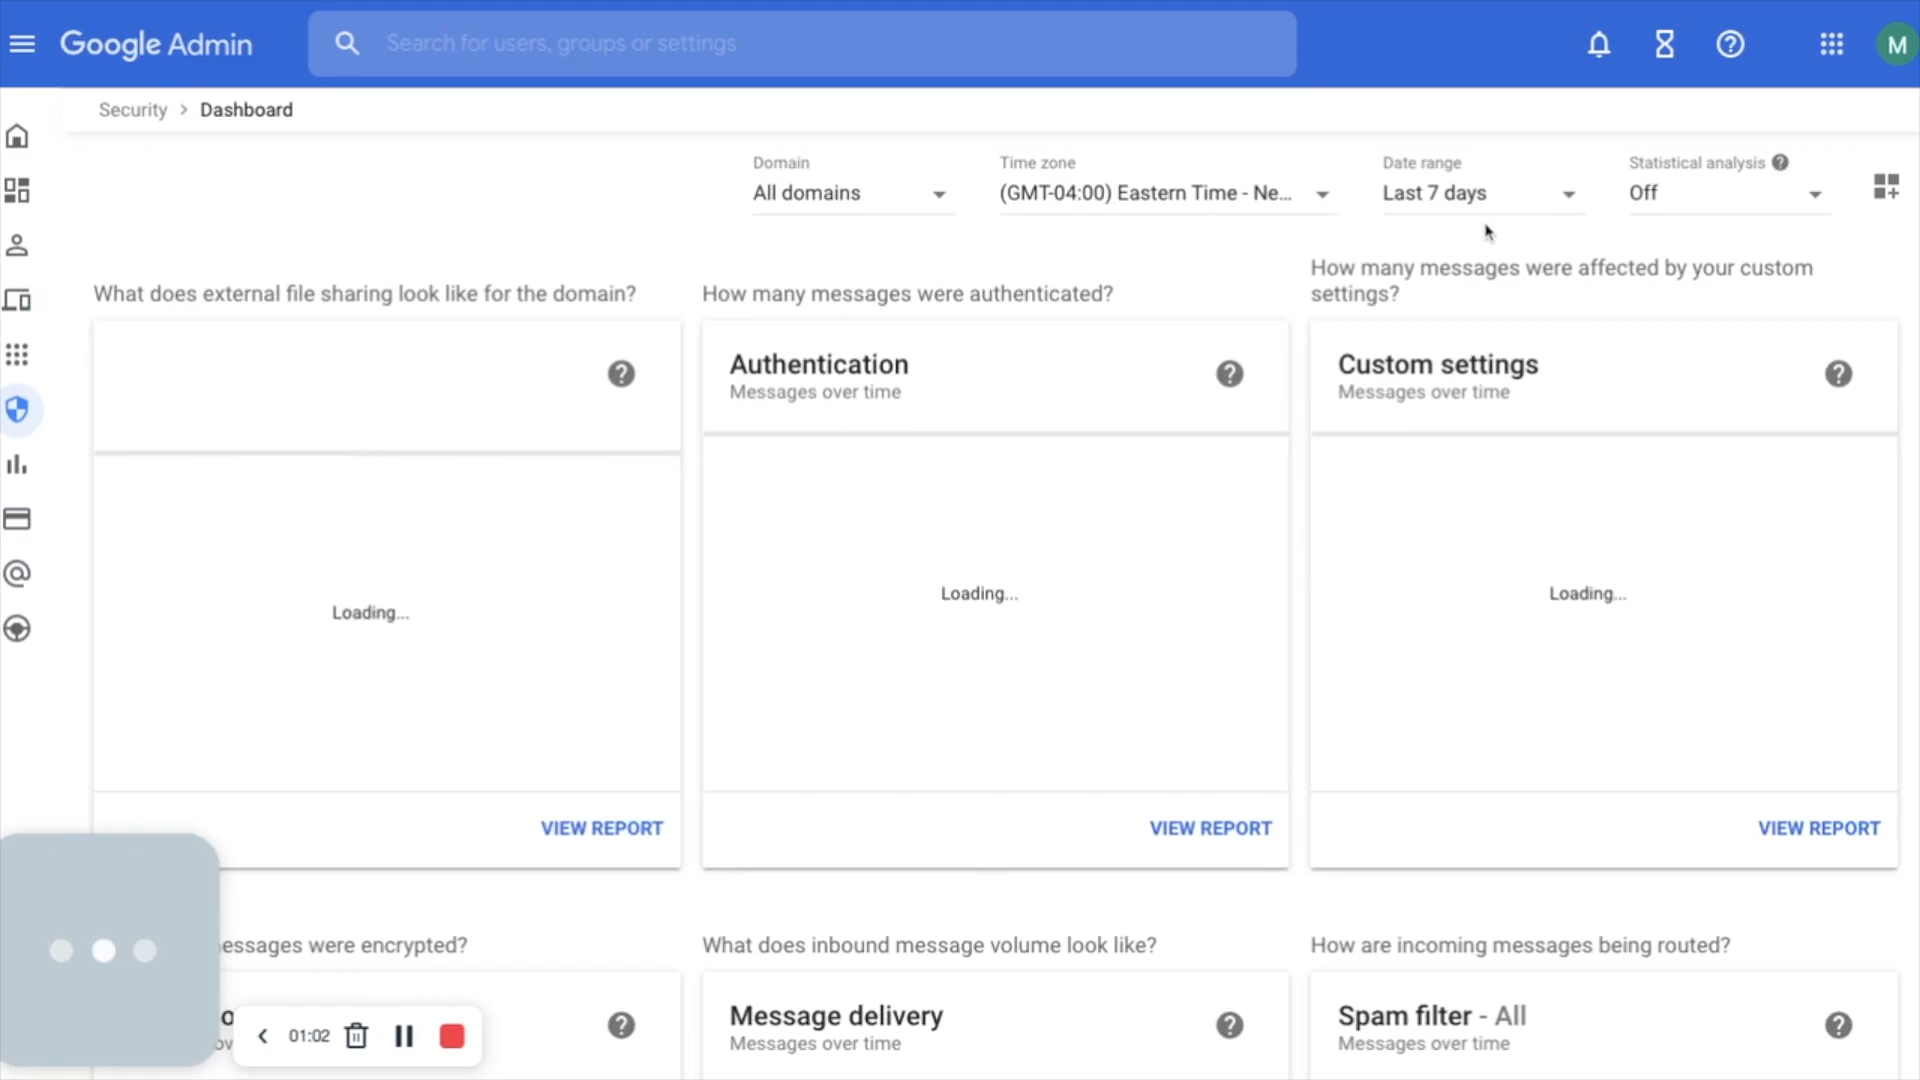 Google Admin
Search for users, groups or settings
M
Security > Dashboard
Domain
All domains
Time zone
(GMT-04:00) Eastern Time - Ne...
Date range
Last 7 days
Statistical analysis
Off
What does external file sharing look like for the domain?
How many messages were authenticated?
How many messages were affected by your custom
settings?
Authentication
Messages over time
Custom settings
Messages over time
Loading...
Loading...
Loading...
VIEW REPORT
VIEW REPORT
VIEW REPORT
essages were encrypted?
What does inbound message volume look like?
How are incoming messages being routed?
Message delivery
Messages over time
Spam filter - All
Messages over time
01:02